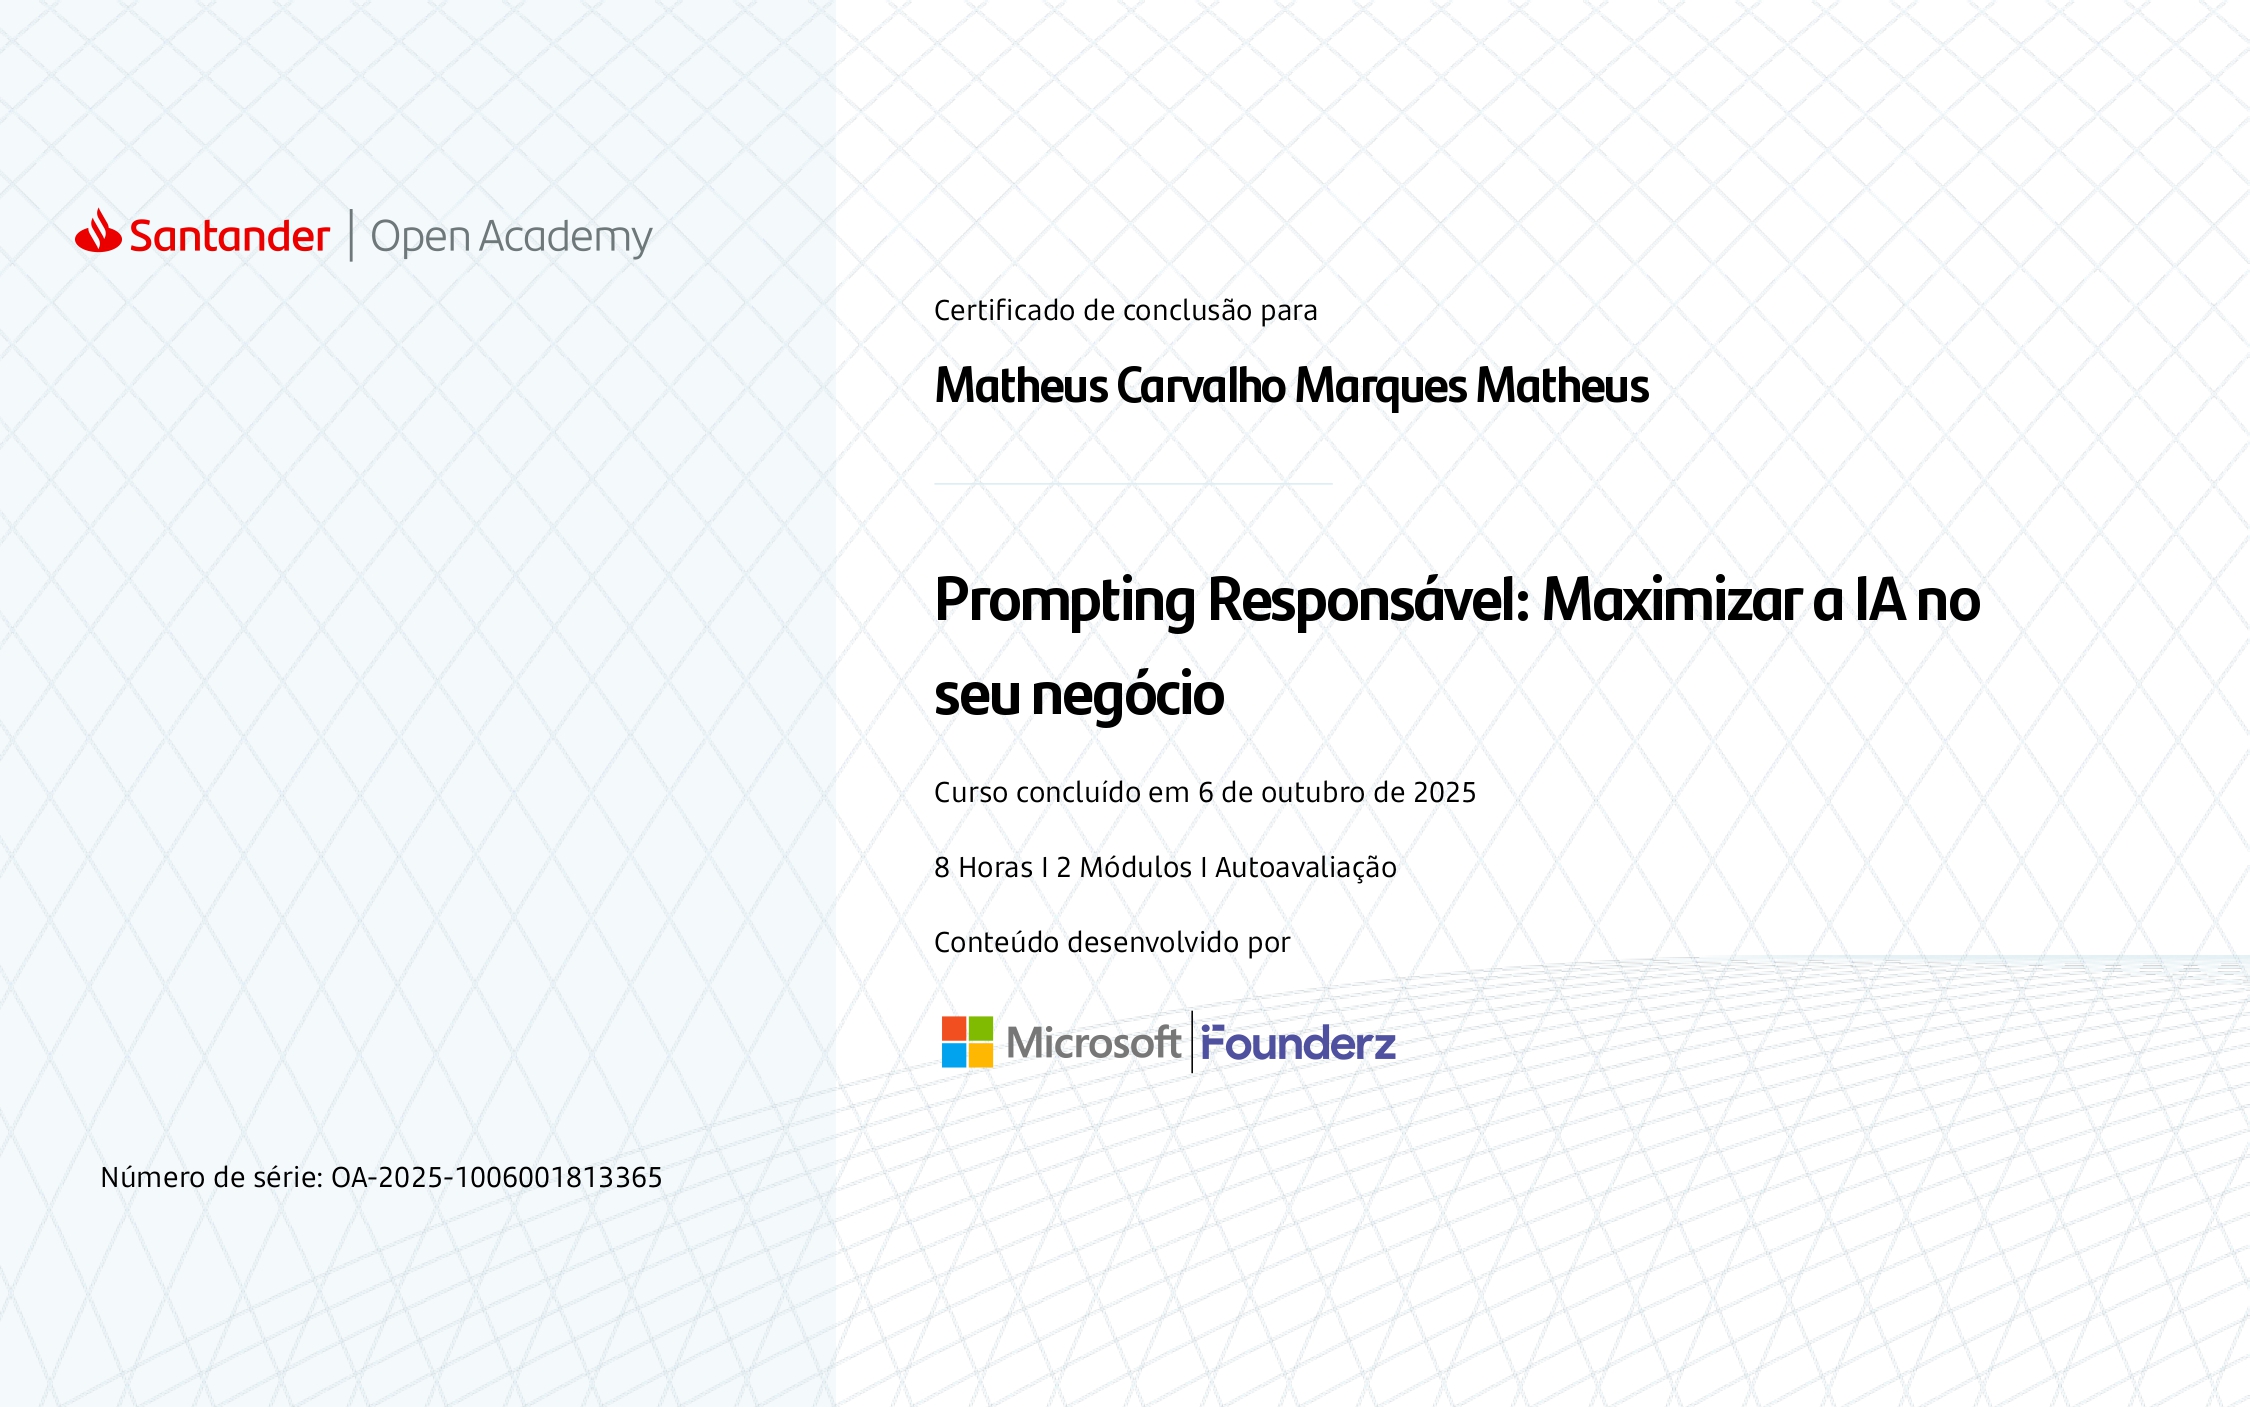 Santander | Open Academy
Certificado de conclusão para
Matheus Carvalho Marques Matheus
Prompting Responsável: Maximizar a IA no
seu negócio
Curso concluído em 6 de outubro de 2025
8 Horas I 2 Módulos I Autoavaliação
Conteúdo desenvolvido por
Microsoft | Founderz
Número de série: OA-2025-1006001813365